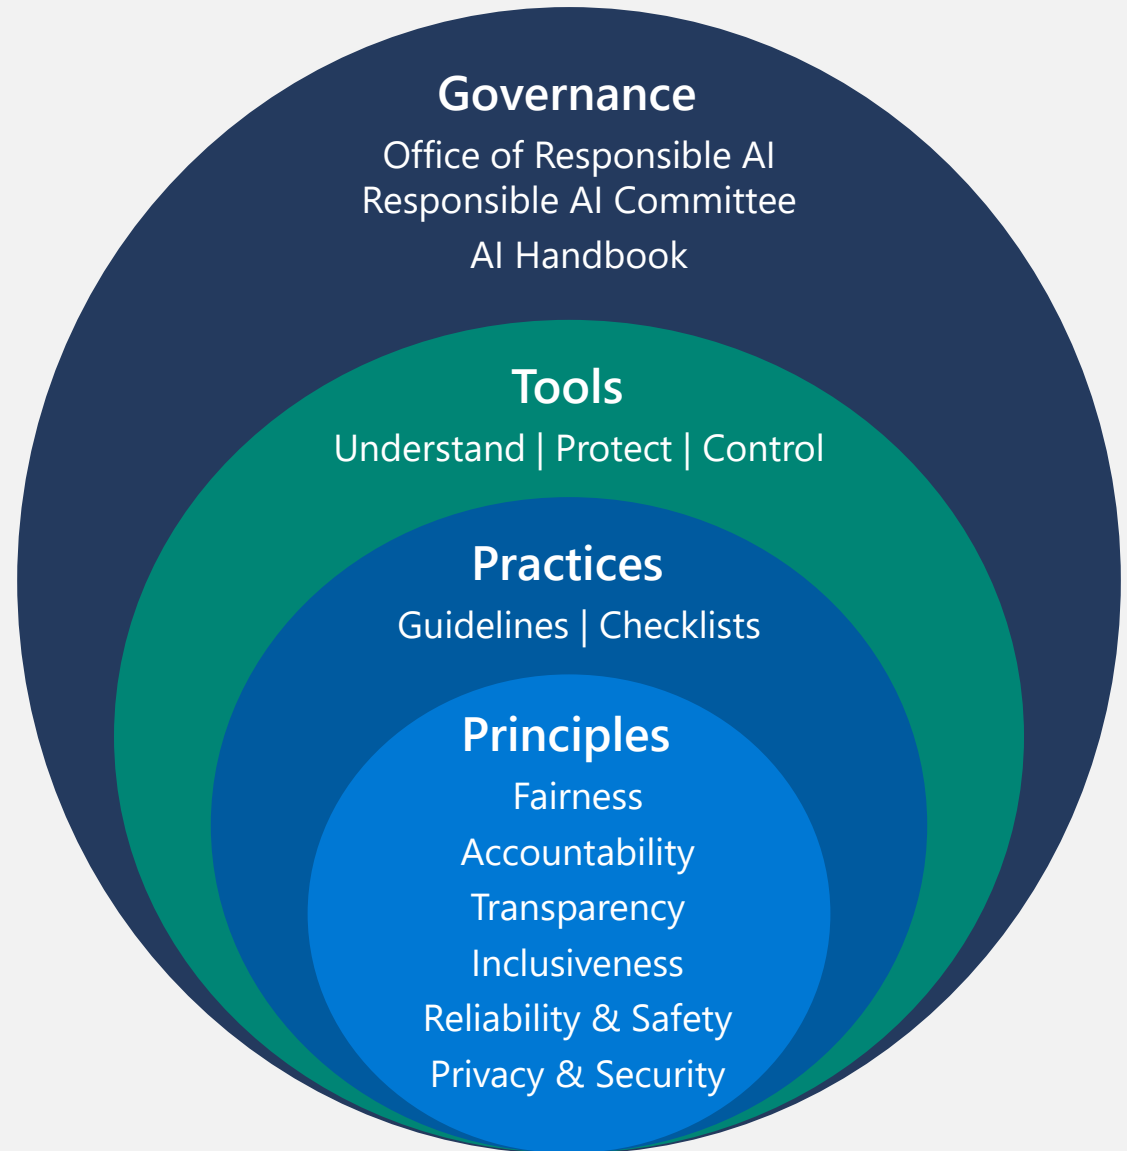 Governance
Office of Responsible AI
Responsible AI Committee
AI Handbook
Tools
Understand | Protect | Control
Practices
Guidelines | Checklists
Principles
Fairness
Accountability
Transparency
Inclusiveness
Reliability & Safety
Privacy & Security